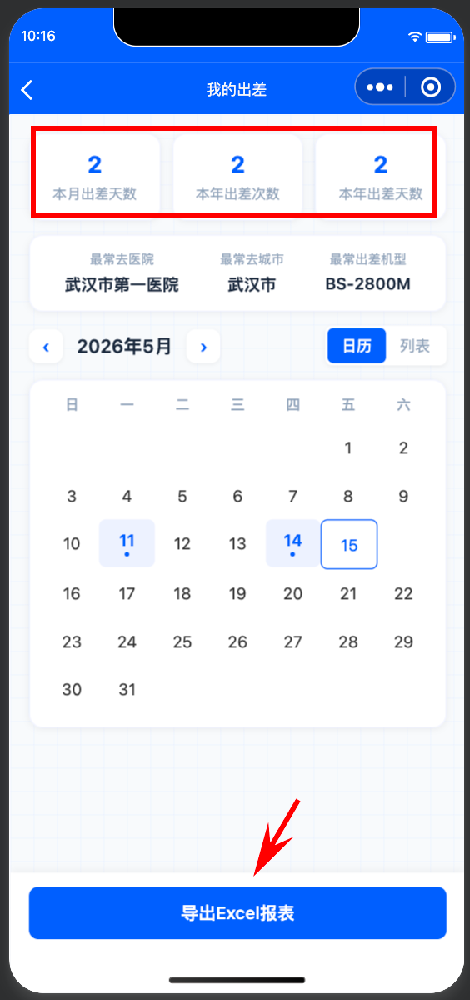 10:16
我的出差
2 2 2
本月出差天数 本年出差次数 本年出差天数
最常去医院 最常去城市 最常出差机型
武汉市第一医院 武汉市 BS-2800M
‹ 2026年5月 › 日历 列表
日 一 二 三 四 五 六
1 2
3 4 5 6 7 8 9
10 11 12 13 14 15
16 17 18 19 20 21 22
23 24 25 26 27 28 29
30 31
导出Excel报表